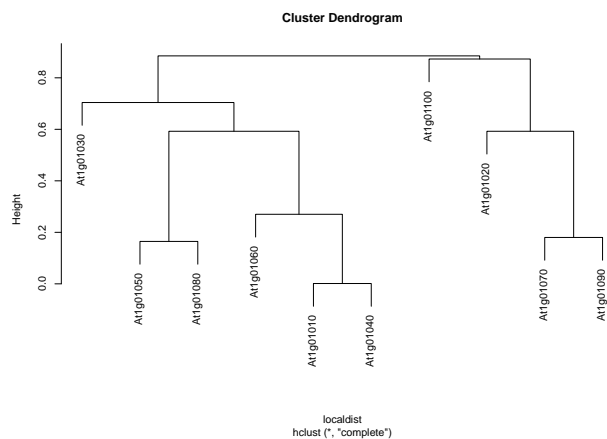 Cluster Dendrogram
Height
0.0
0.2
0.4
0.6
0.8
At1g01030
At1g01050
At1g01080
At1g01060
At1g01010
At1g01040
At1g01100
At1g01020
At1g01070
At1g01090
localdist
hclust (*, "complete")